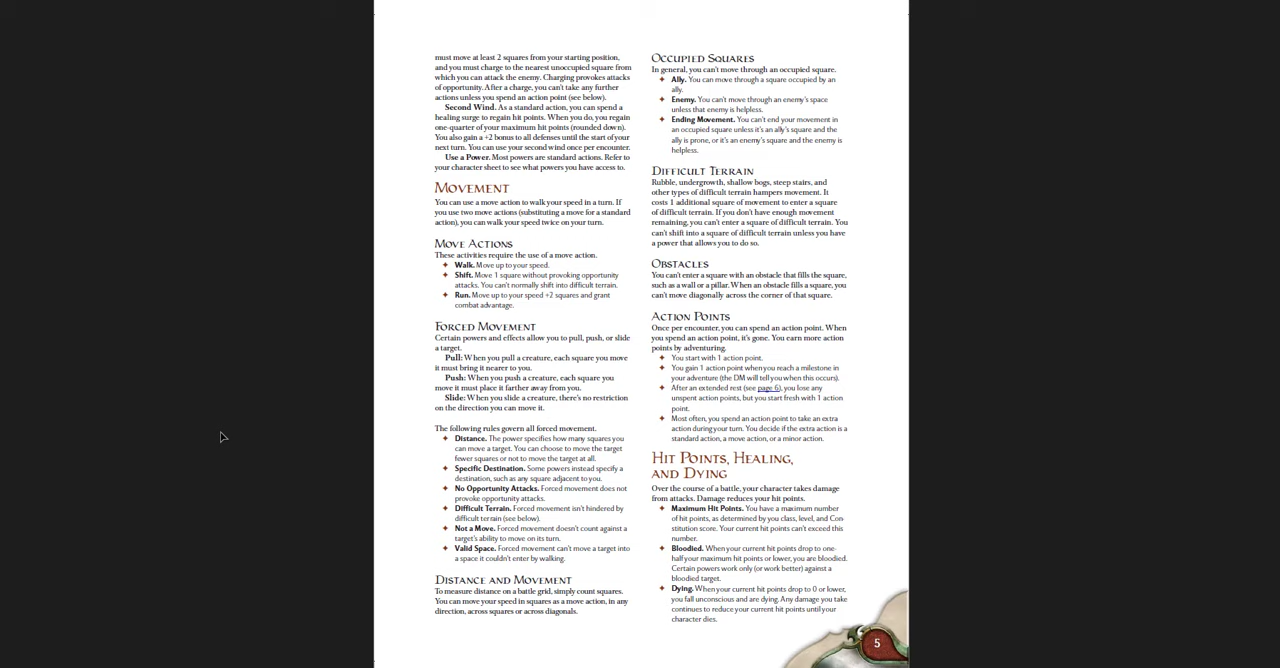 must move at least 2 squares from your starting position,
and you must charge to the nearest unoccupied square from
which you can attack the enemy. Charging provokes attacks
of opportunity. After a charge, you can't take any further
actions unless you spend an action point (see below).
Second Wind. As a standard action, you can spend a
healing surge to regain hit points. When you do, you regain
one-quarter of your maximum hit points (rounded down).
You also gain a +2 bonus to all defenses until the start of your
next turn. You can use your second wind once per encounter.
Use a Power. Most powers are standard actions. Refer to
your character sheet to see what powers you have access to.
Movement
You can use a move action to walk your speed in a turn. If
you use two move actions (substituting a move for a standard
action), you can walk your speed twice on your turn.
Move Actions
These activities require the use of a move action.
✦ Walk. Move up to your speed.
✦ Shift. Move 1 square without provoking opportunity
attacks. You can't normally shift into difficult terrain.
✦ Run. Move up to your speed +2 squares and grant
combat advantage.
Forced Movement
Certain powers and effects allow you to pull, push, or slide
a target.
Pull: When you pull a creature, each square you move
it must bring it nearer to you.
Push: When you push a creature, each square you
move it must place it farther away from you.
Slide: When you slide a creature, there's no restriction
on the direction you can move it.
The following rules govern all forced movement.
✦ Distance. The power specifies how many squares you
can move a target. You can choose to move the target
fewer squares or not to move the target at all.
✦ Specific Destination. Some powers instead specify a
destination, such as any square adjacent to you.
✦ No Opportunity Attacks. Forced movement does not
provoke opportunity attacks.
✦ Difficult Terrain. Forced movement isn't hindered by
difficult terrain (see below).
✦ Not a Move. Forced movement doesn't count against a
target's ability to move on its turn.
✦ Valid Space. Forced movement can't move a target into
a space it couldn't enter by walking.
Distance and Movement
To measure distance on a battle grid, simply count squares.
You can move your speed in squares as a move action, in any
direction, across squares or across diagonals.
Occupied Squares
In general, you can't move through an occupied square.
✦ Ally. You can move through a square occupied by an
ally.
✦ Enemy. You can't move through an enemy's space
unless that enemy is helpless.
✦ Ending Movement. You can't end your movement in
an occupied square unless it's an ally's square and the
ally is prone, or it's an enemy's square and the enemy is
helpless.
Difficult Terrain
Rubble, undergrowth, shallow bogs, steep stairs, and
other types of difficult terrain hampers movement. It
costs 1 additional square of movement to enter a square
of difficult terrain. If you don't have enough movement
remaining, you can't enter a square of difficult terrain. You
can't shift into a square of difficult terrain unless you have
a power that allows you to do so.
Obstacles
You can't enter a square with an obstacle that fills the square,
such as a wall or a pillar. When an obstacle fills a square, you
can't move diagonally across the corner of that square.
Action Points
Once per encounter, you can spend an action point. When
you spend an action point, it's gone. You earn more action
points by adventuring.
✦ You start with 1 action point.
✦ You gain 1 action point when you reach a milestone in
your adventure (the DM will tell you when this occurs).
✦ After an extended rest (see page 6), you lose any
unspent action points, but you start fresh with 1 action
point.
✦ Most often, you spend an action point to take an extra
action during your turn. You decide if the extra action is a
standard action, a move action, or a minor action.
Hit Points, Healing,
and Dying
Over the course of a battle, your character takes damage
from attacks. Damage reduces your hit points.
✦ Maximum Hit Points. You have a maximum number
of hit points, as determined by you class, level, and Con-
stitution score. Your current hit points can't exceed this
number.
✦ Bloodied. When your current hit points drop to one-
half your maximum hit points or lower, you are bloodied.
Certain powers work only (or work better) against a
bloodied target.
✦ Dying. When your current hit points drop to 0 or lower,
you fall unconscious and are dying. Any damage you take
continues to reduce your current hit points until your
character dies.
5